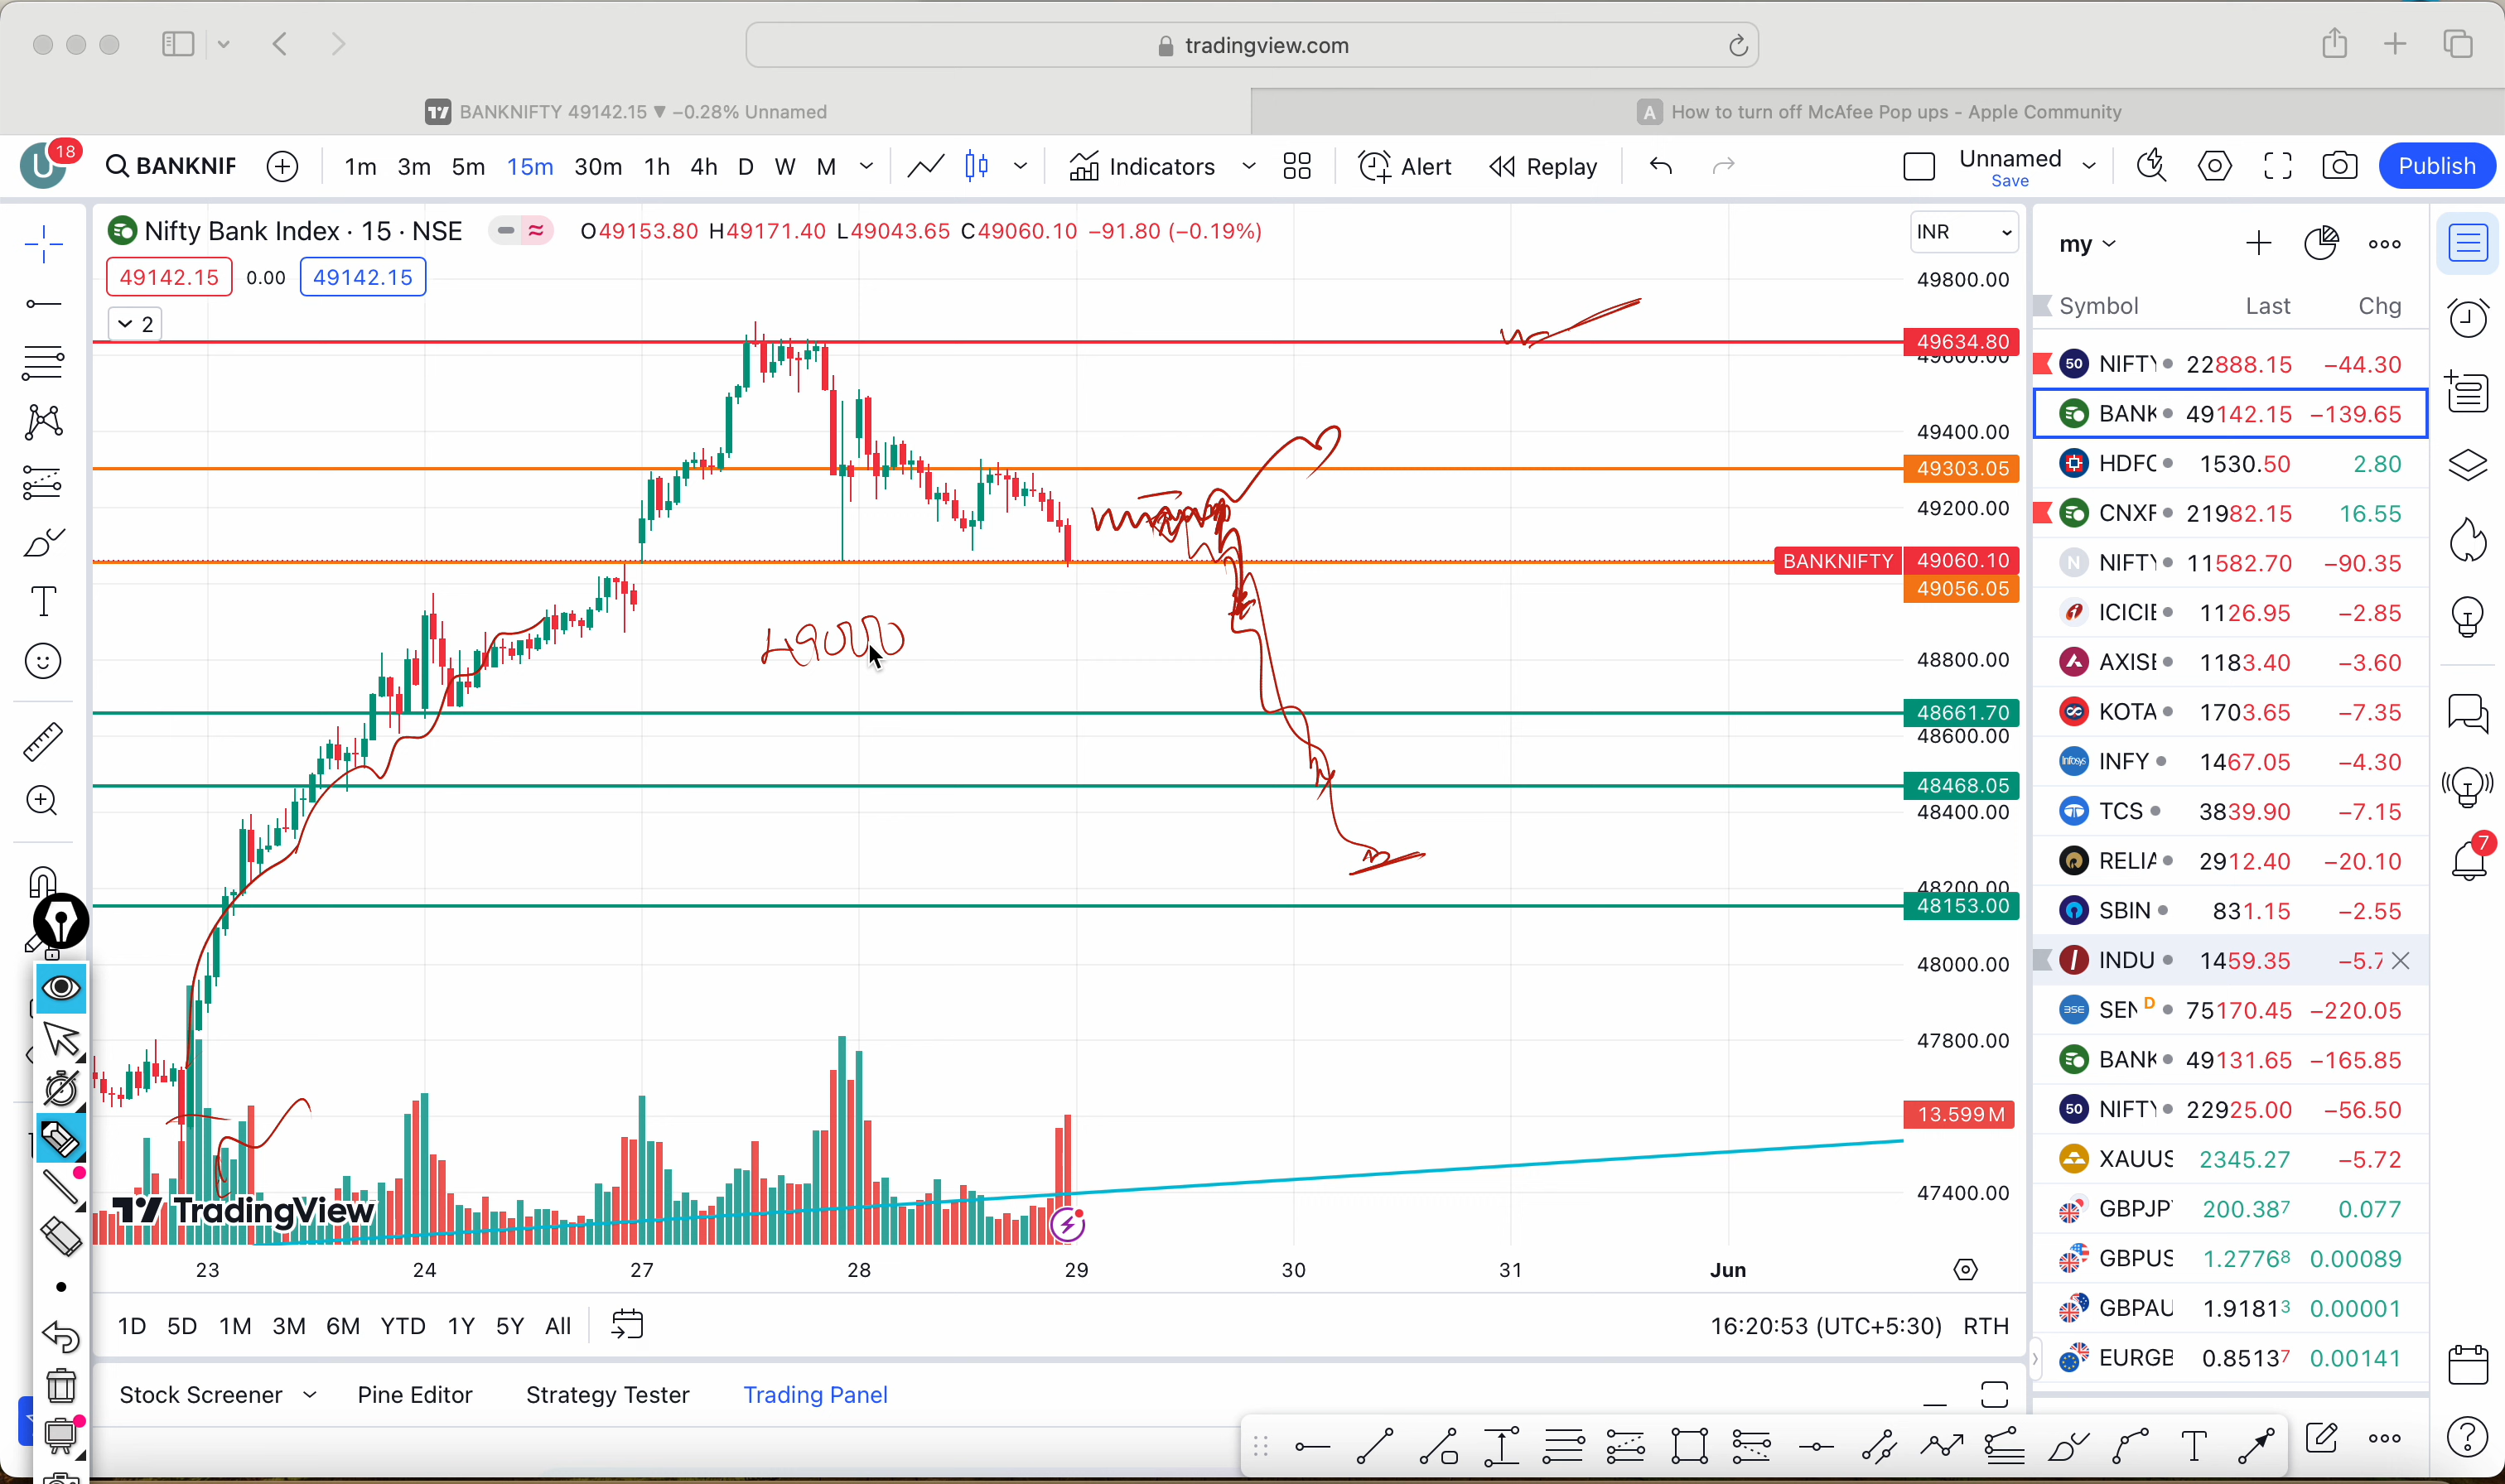 tradingview.com
BANKNIFTY 49142.15 ▼ −0.28% Unnamed
How to turn off McAfee Pop ups - Apple Community
U 18 BANKNIF 1m 3m 5m 15m 30m 1h 4h D W M Indicators Alert Replay Unnamed Save Publish
Nifty Bank Index · 15 · NSE O49153.80 H49171.40 L49043.65 C49060.10 −91.80 (−0.19%)
INR
49142.15 0.00 49142.15
2
49800.00
49634.80
49600.00
49400.00
49303.05
49200.00
BANKNIFTY 49060.10
49056.05
49000
48800.00
48661.70
48600.00
48468.05
48400.00
48200.00
48153.00
48000.00
47800.00
13.599M
47400.00
TradingView
23 24 27 28 29 30 31 Jun
1D 5D 1M 3M 6M YTD 1Y 5Y All
16:20:53 (UTC+5:30) RTH
Stock Screener Pine Editor Strategy Tester Trading Panel
my
Symbol Last Chg
50 NIFTY 22888.15 −44.30
BANK 49142.15 −139.65
HDFC 1530.50 2.80
CNXF 21982.15 16.55
N NIFTY 11582.70 −90.35
ICICIE 1126.95 −2.85
AXISE 1183.40 −3.60
KOTA 1703.65 −7.35
Infosys INFY 1467.05 −4.30
TCS 3839.90 −7.15
RELIA 2912.40 −20.10
SBIN 831.15 −2.55
INDU 1459.35 −5.7
BSE SEN D 75170.45 −220.05
BANK 49131.65 −165.85
50 NIFTY 22925.00 −56.50
XAUUS 2345.27 −5.72
GBPJP 200.387 0.077
GBPUS 1.27768 0.00089
GBPAU 1.91813 0.00001
EURGB 0.85137 0.00141
7